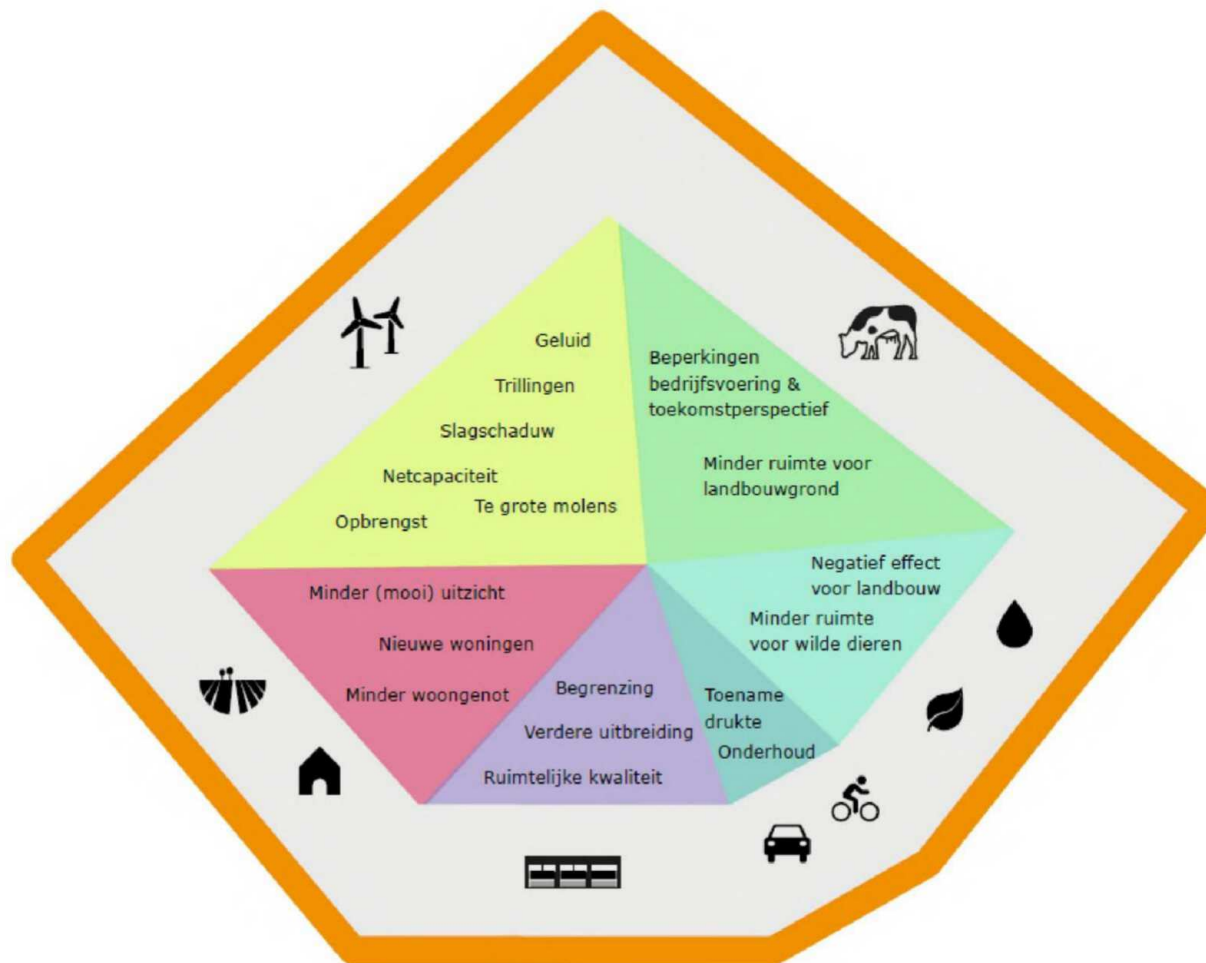 Geluid
Trillingen
Slagschaduw
Netcapaciteit
Te grote molens
Opbrengst
Beperkingen
bedrijfsvoering &
toekomstperspectief
Minder ruimte voor
landbouwgrond
Negatief effect
voor landbouw
Minder ruimte
voor wilde dieren
Toename
drukte
Onderhoud
Begrenzing
Verdere uitbreiding
Ruimtelijke kwaliteit
Minder (mooi) uitzicht
Nieuwe woningen
Minder woongenot